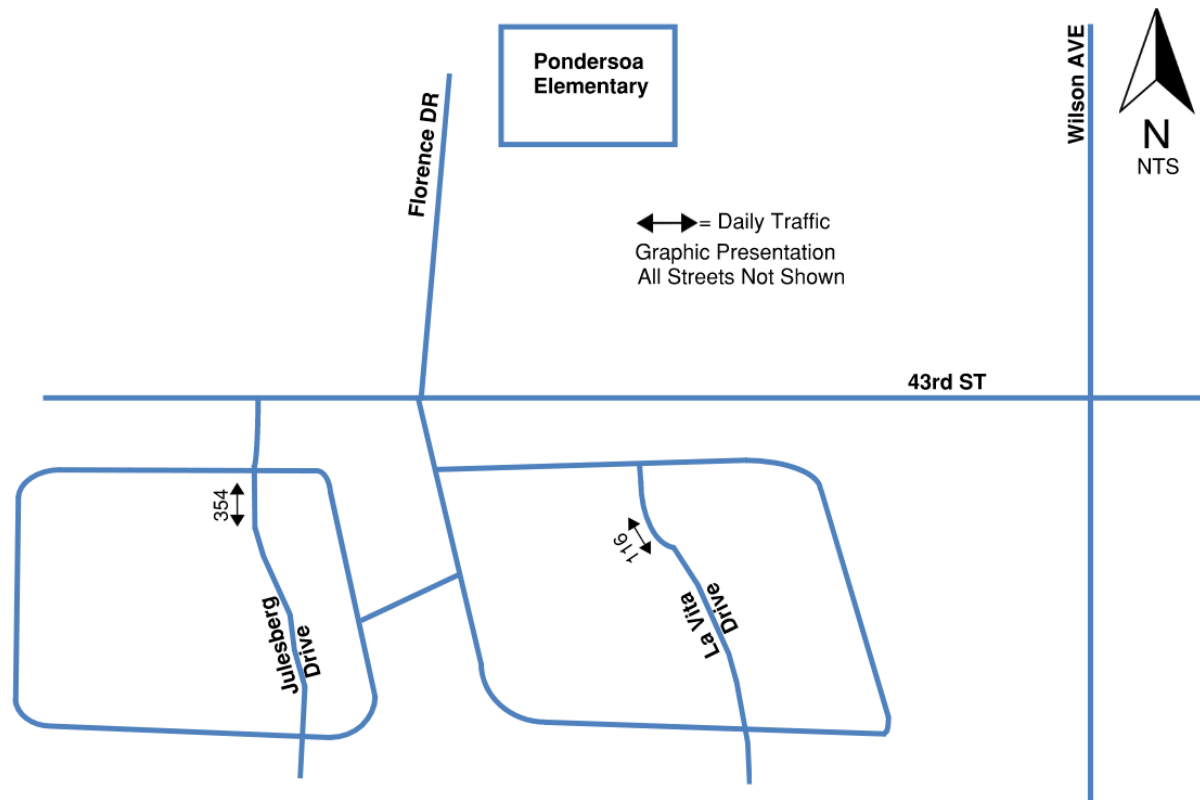 Pondersoa
Elementary
Wilson AVE
N
NTS
Florence DR
= Daily Traffic
Graphic Presentation
All Streets Not Shown
43rd ST
354
116
Julesberg
Drive
La Vita
Drive